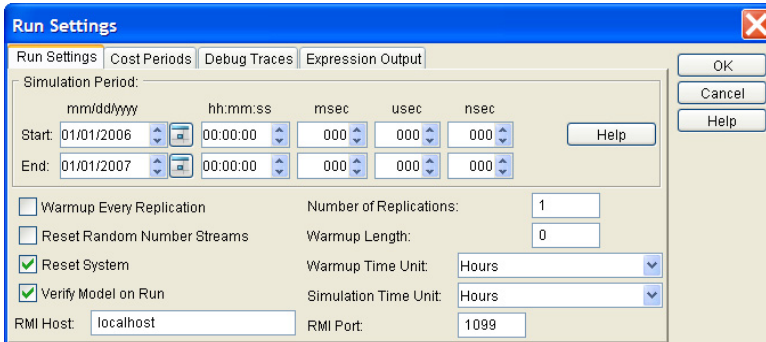 Run Settings
Run Settings Cost Periods Debug Traces Expression Output
OK
Cancel
Help
Simulation Period:
mm/dd/yyyy hh:mm:ss msec usec nsec
Start: 01/01/2006 00:00:00 000 000 000 Help
End: 01/01/2007 00:00:00 000 000 000
Warmup Every Replication Number of Replications: 1
Reset Random Number Streams Warmup Length: 0
Reset System Warmup Time Unit: Hours
Verify Model on Run Simulation Time Unit: Hours
RMI Host: localhost RMI Port: 1099